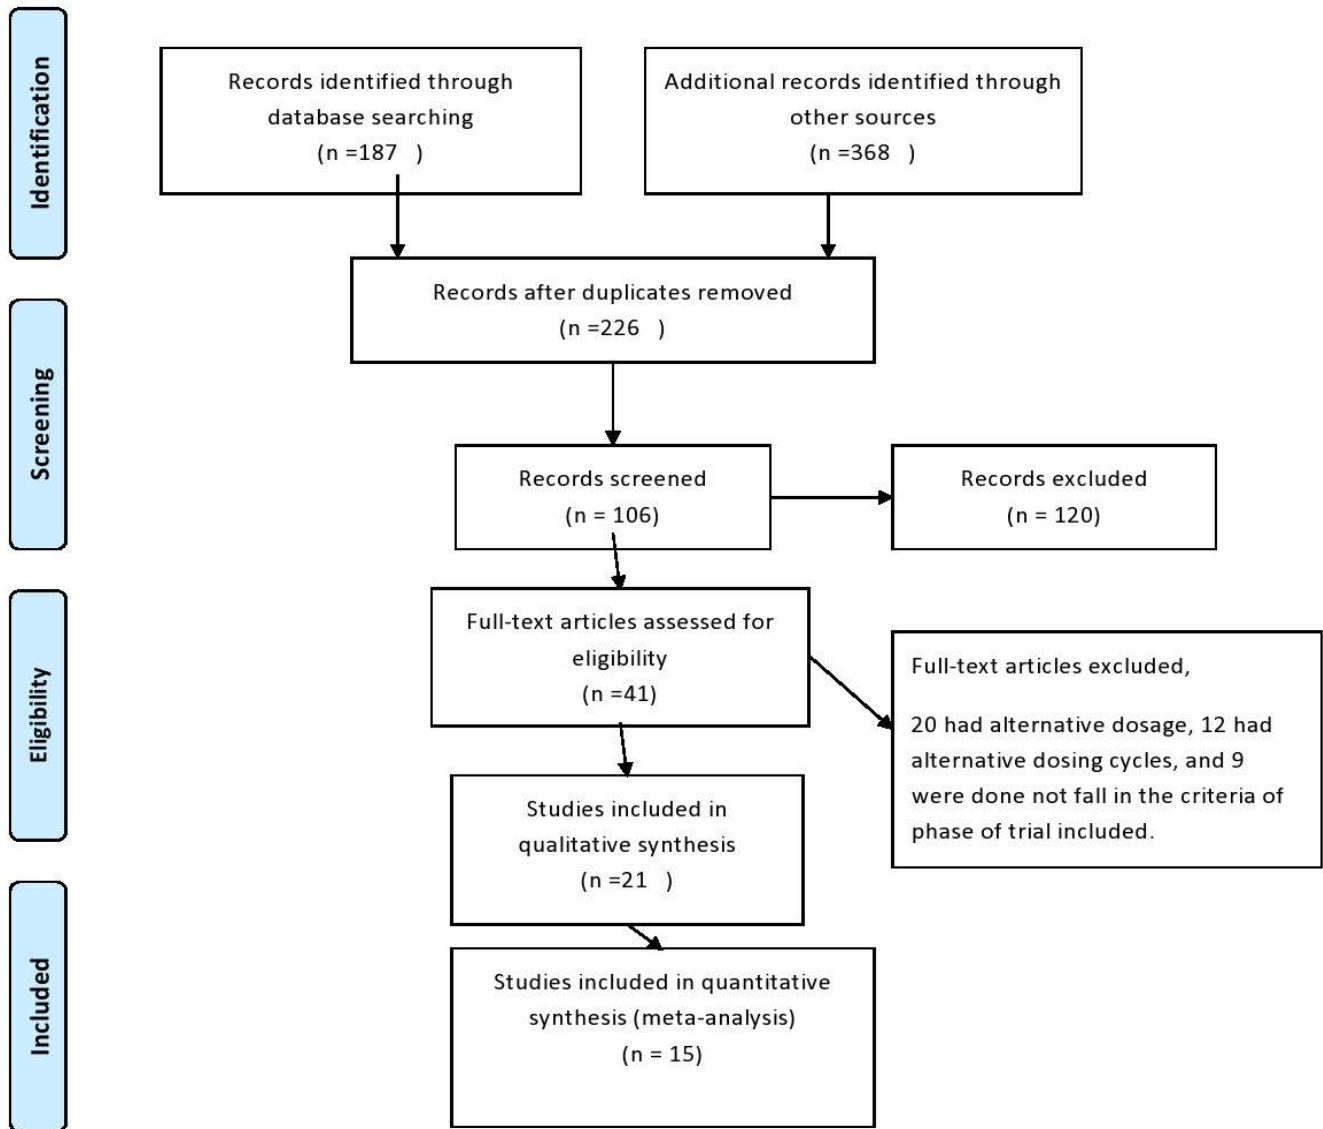 Identification
Records identified through
database searching
(n =187   )
Additional records identified through
other sources
(n =368   )
Records after duplicates removed
(n =226   )
Screening
Records screened
(n = 106)
Records excluded
(n = 120)
Eligibility
Full-text articles assessed for
eligibility
(n =41)
Full-text articles excluded,
20 had alternative dosage, 12 had
alternative dosing cycles, and 9
were done not fall in the criteria of
phase of trial included.
Studies included in
qualitative synthesis
(n =21   )
Included
Studies included in quantitative
synthesis (meta-analysis)
(n = 15)